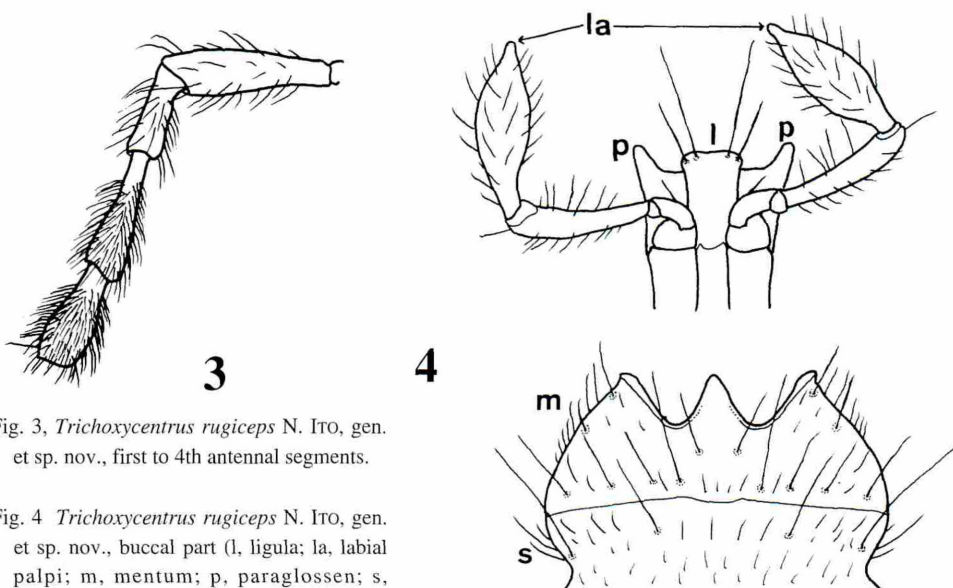 la
p
l
p
3
4
m
s
Fig. 3, Trichoxycentrus rugiceps N. ITO, gen.
et sp. nov., first to 4th antennal segments.
Fig. 4 Trichoxycentrus rugiceps N. ITO, gen.
et sp. nov., buccal part (l, ligula; la, labial
palpi; m, mentum; p, paraglossen; s,